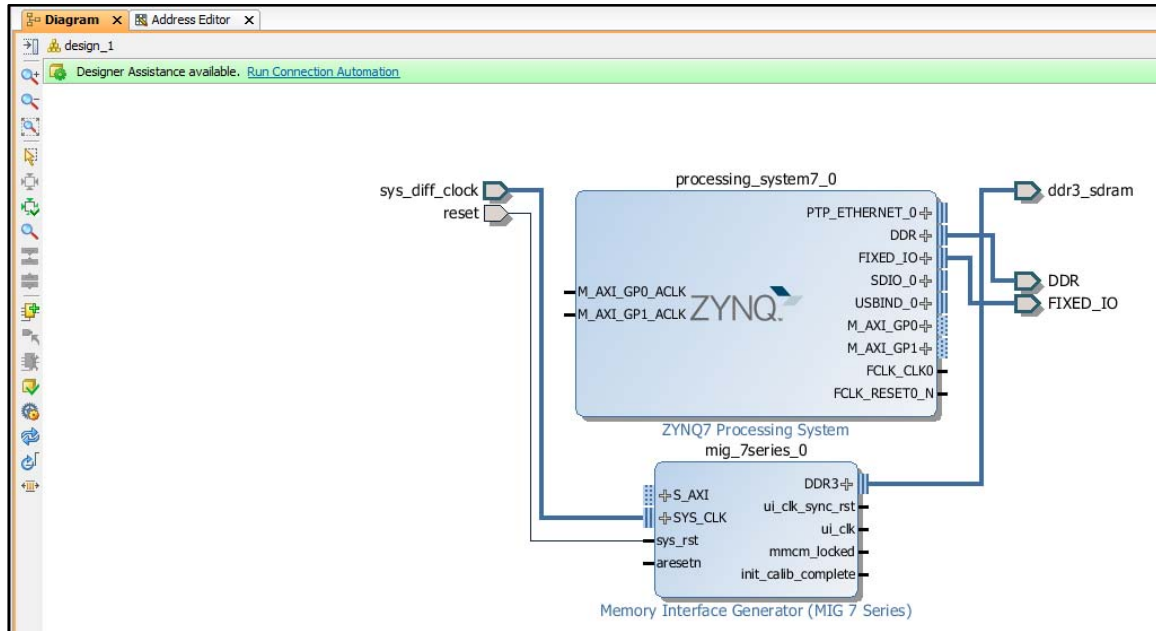 Diagram X Address Editor X
design_1
Designer Assistance available. Run Connection Automation
sys_diff_clock
reset
processing_system7_0
PTP_ETHERNET_0
DDR
FIXED_IO
SDIO_0
USBIND_0
M_AXI_GP0
M_AXI_GP1
FCLK_CLK0
FCLK_RESET0_N
M_AXI_GP0_ACLK
M_AXI_GP1_ACLK
ZYNQ
ZYNQ7 Processing System
ddr3_sdram
DDR
FIXED_IO
mig_7series_0
S_AXI
SYS_CLK
sys_rst
aresetn
DDR3
ui_clk_sync_rst
ui_clk
mmcm_locked
init_calib_complete
Memory Interface Generator (MIG 7 Series)